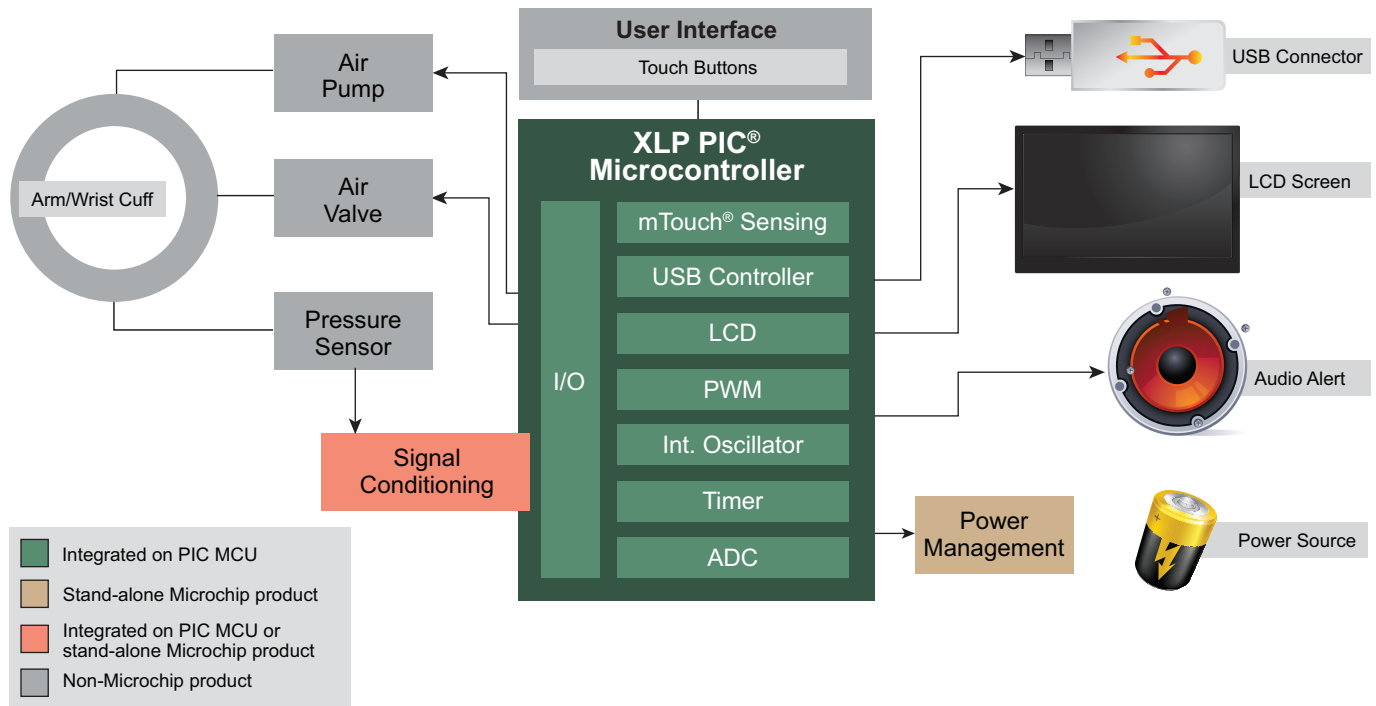 User Interface
Touch Buttons
Air
Pump
Air
Valve
Arm/Wrist Cuff
Pressure
Sensor
Signal
Conditioning
XLP PIC®
Microcontroller
I/O
mTouch® Sensing
USB Controller
LCD
PWM
Int. Oscillator
Timer
ADC
USB Connector
LCD Screen
Audio Alert
Power
Management
Power Source
Integrated on PIC MCU
Stand-alone Microchip product
Integrated on PIC MCU or
stand-alone Microchip product
Non-Microchip product